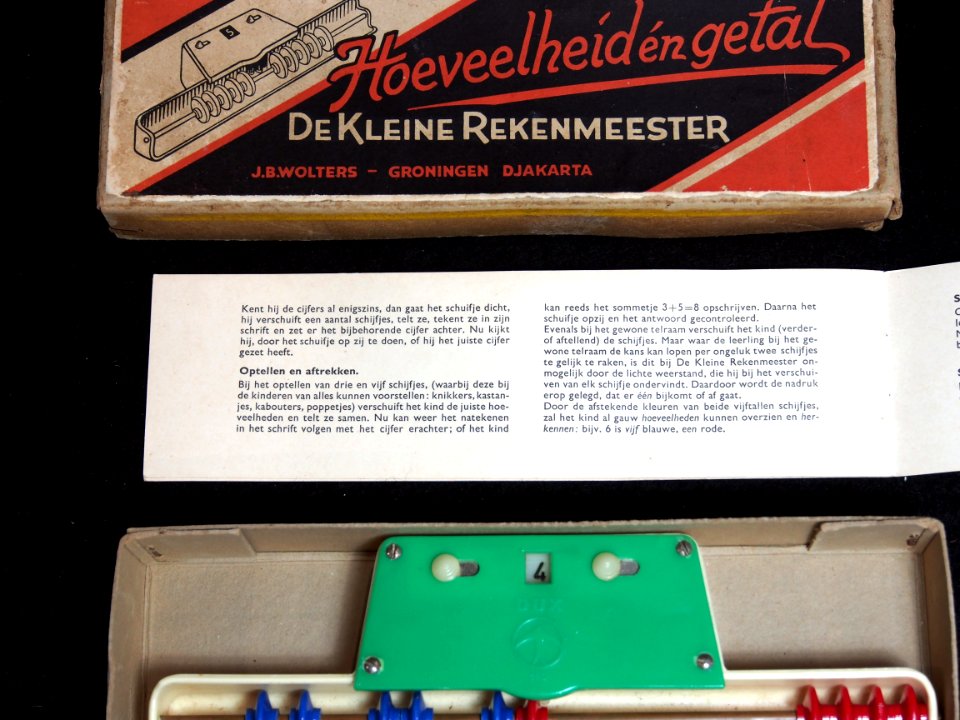 5
Hoeveelheid én getal
DE KLEINE REKENMEESTER
J.B.WOLTERS – GRONINGEN DJAKARTA
Kent hij de cijfers al enigszins, dan gaat het schuifje dicht,
hij verschuift een aantal schijfjes, telt ze, tekent ze in zijn
schrift en zet er het bijbehorende cijfer achter. Nu kijkt
hij, door het schuifje op zij te doen, of hij het juiste cijfer
gezet heeft.
Optellen en aftrekken.
Bij het optellen van drie en vijf schijfjes, (waarbij deze bij
de kinderen van alles kunnen voorstellen: knikkers, kastan-
jes, kabouters, poppetjes) verschuift het kind de juiste hoe-
veelheden en telt ze samen. Nu kan weer het natekenen
in het schrift volgen met het cijfer erachter; of het kind
kan reeds het sommetje 3+5=8 opschrijven. Daarna het
schuifje opzij en het antwoord gecontroleerd.
Evenals bij het gewone telraam verschuift het kind (verder-
of aftellend) de schijfjes. Maar waar de leerling bij het ge-
wone telraam de kans kan lopen per ongeluk twee schijfjes
te gelijk te raken, is dit bij De Kleine Rekenmeester on-
mogelijk door de lichte weerstand, die hij bij het verschui-
ven van elk schijfje ondervindt. Daardoor wordt de nadruk
erop gelegd, dat er één bijkomt of af gaat.
Door de afstekende kleuren van beide vijftallen schijfjes,
zal het kind al gauw hoeveelheden kunnen overzien en her-
kennen: bijv. 6 is vijf blauwe, een rode.
4
DUX